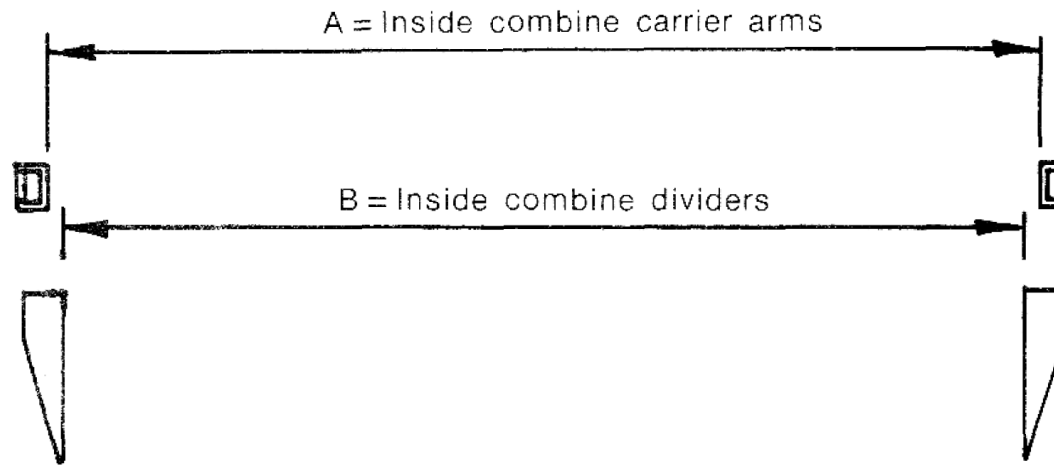 A = Inside combine carrier arms
B = Inside combine dividers